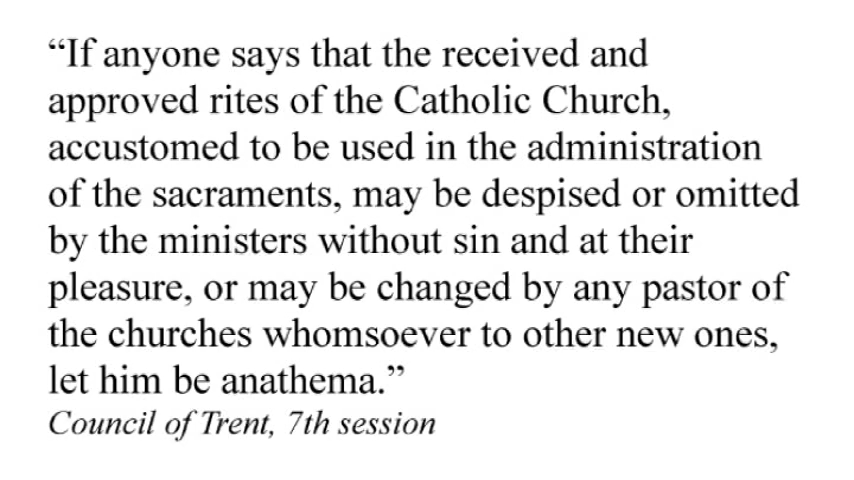 “If anyone says that the received and
approved rites of the Catholic Church,
accustomed to be used in the administration
of the sacraments, may be despised or omitted
by the ministers without sin and at their
pleasure, or may be changed by any pastor of
the churches whomsoever to other new ones,
let him be anathema.”
Council of Trent, 7th session